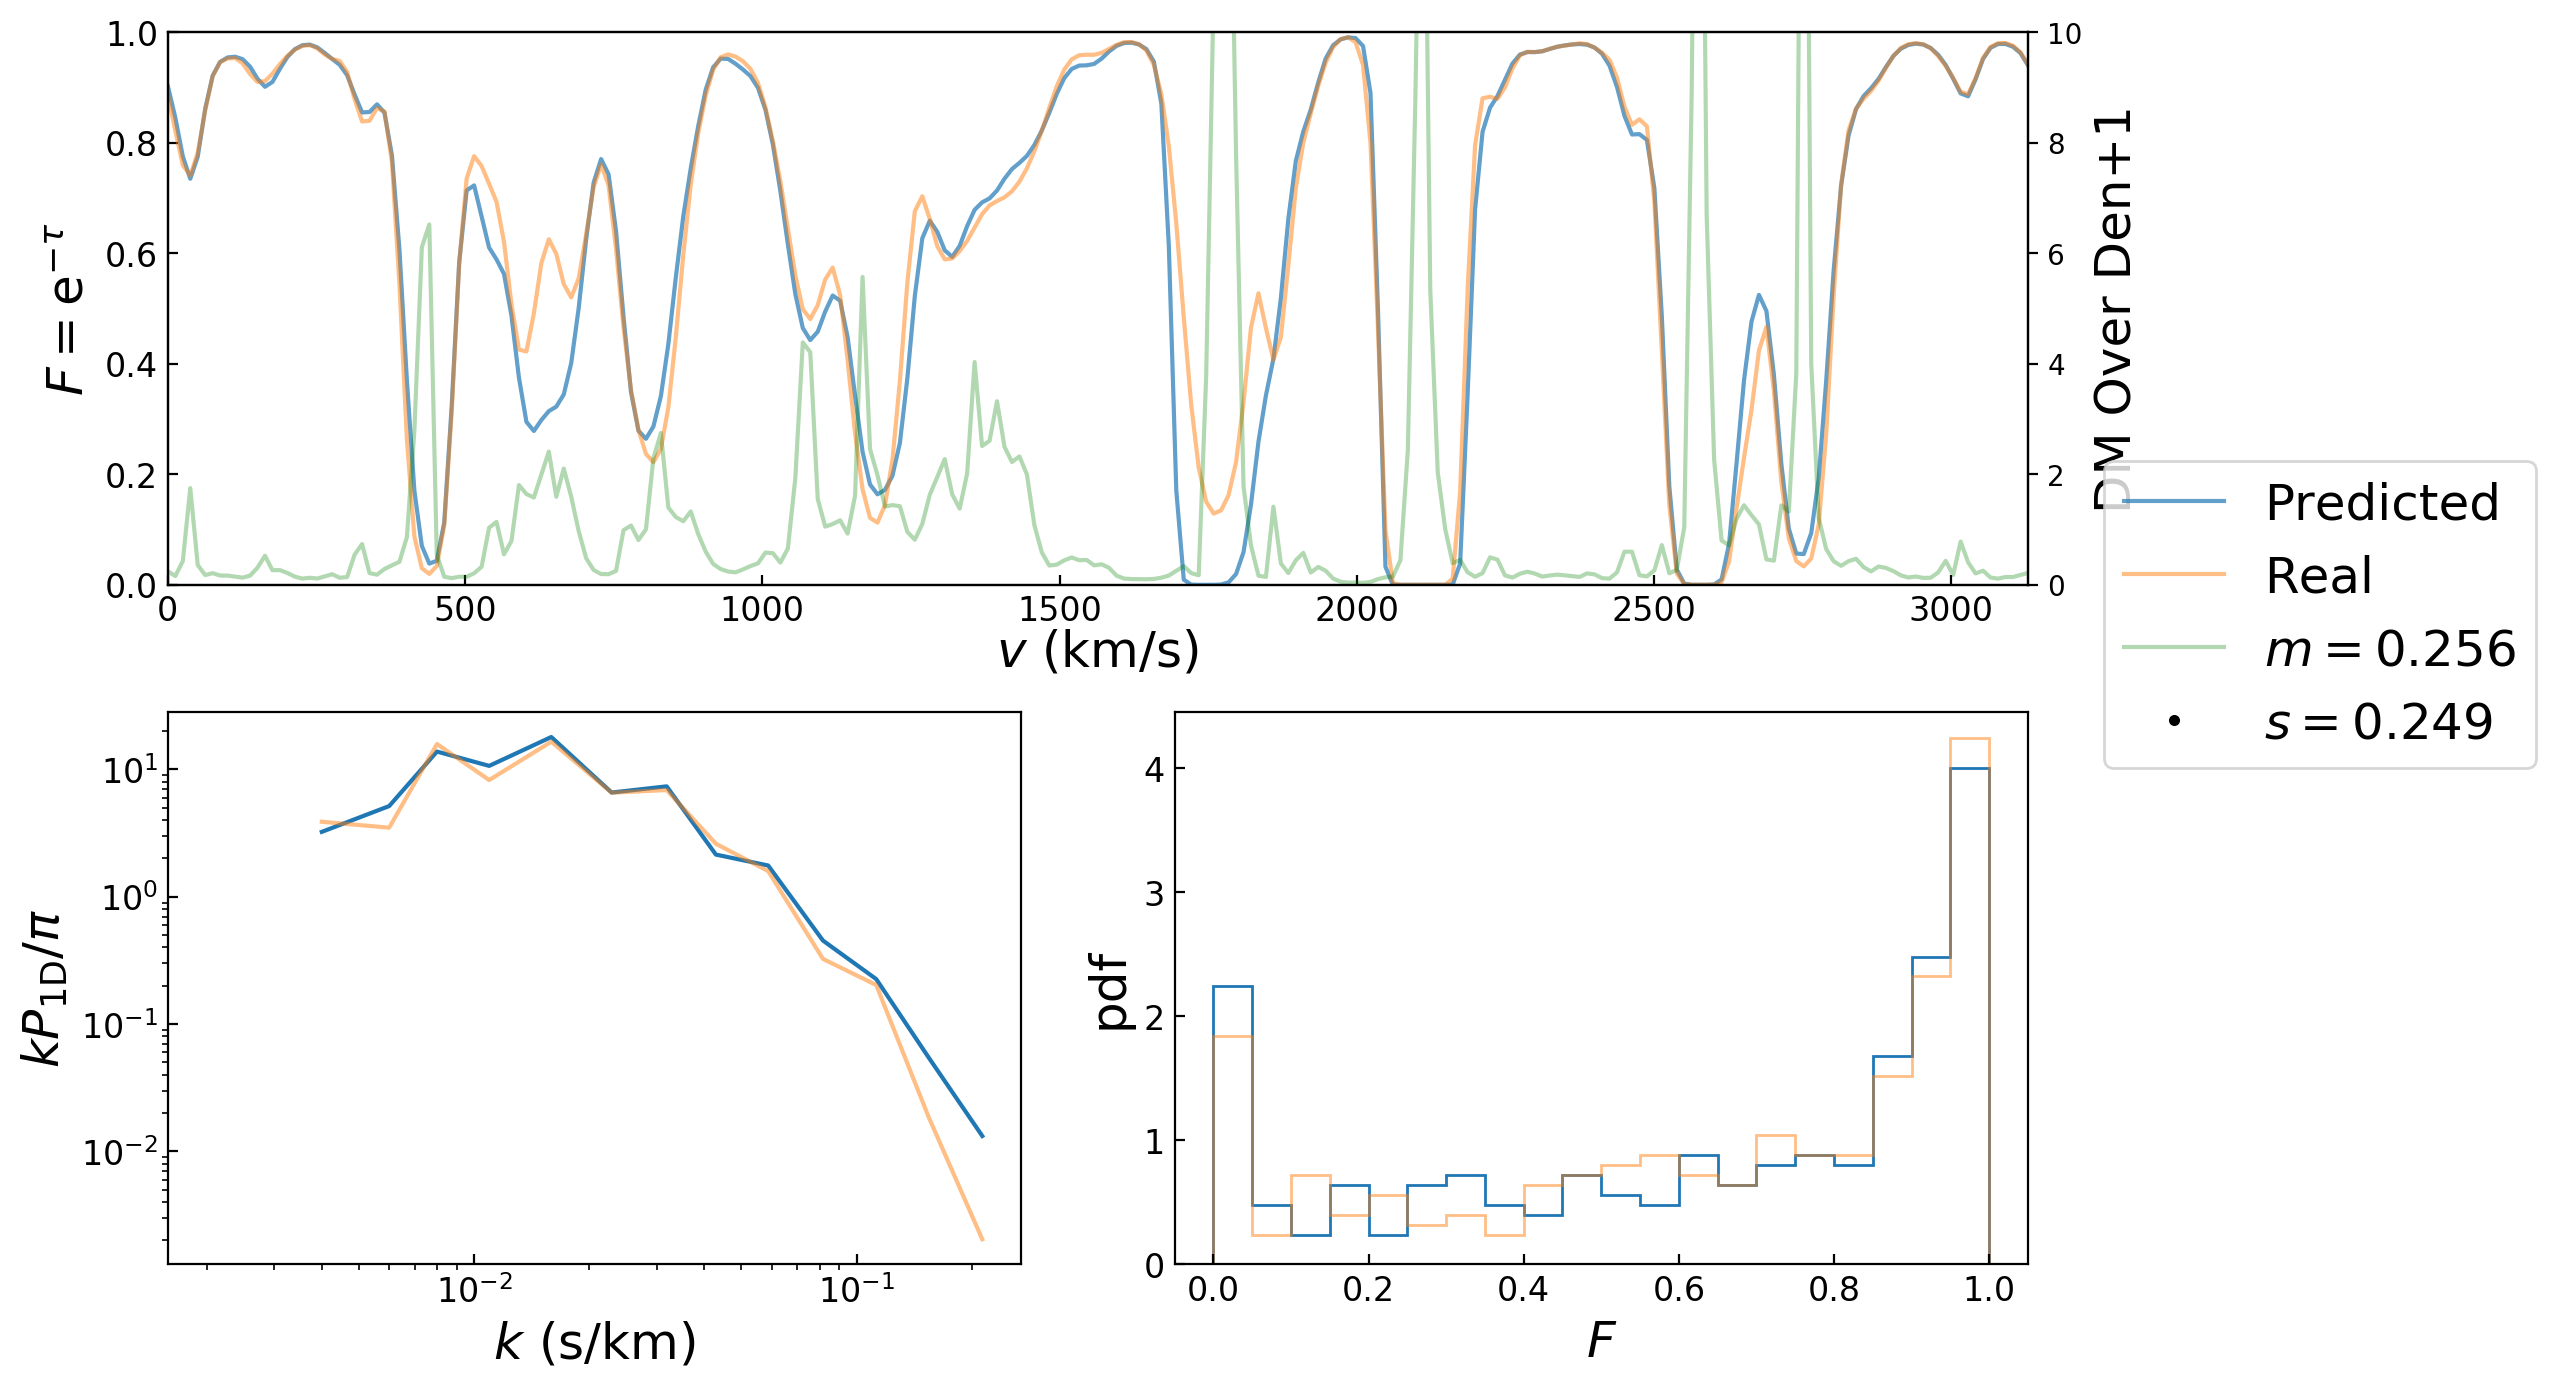 1.0
0.8
0.6
0.4
0.2
0.0
F = e^{-τ}
10
8
6
4
2
0
DM Over Den+1
0 500 1000 1500 2000 2500 3000
v (km/s)
Predicted
Real
m = 0.256
s = 0.249
10^1
10^0
10^{-1}
10^{-2}
kP_{1D}/π
10^{-2} 10^{-1}
k (s/km)
4
3
2
1
0
pdf
0.0 0.2 0.4 0.6 0.8 1.0
F